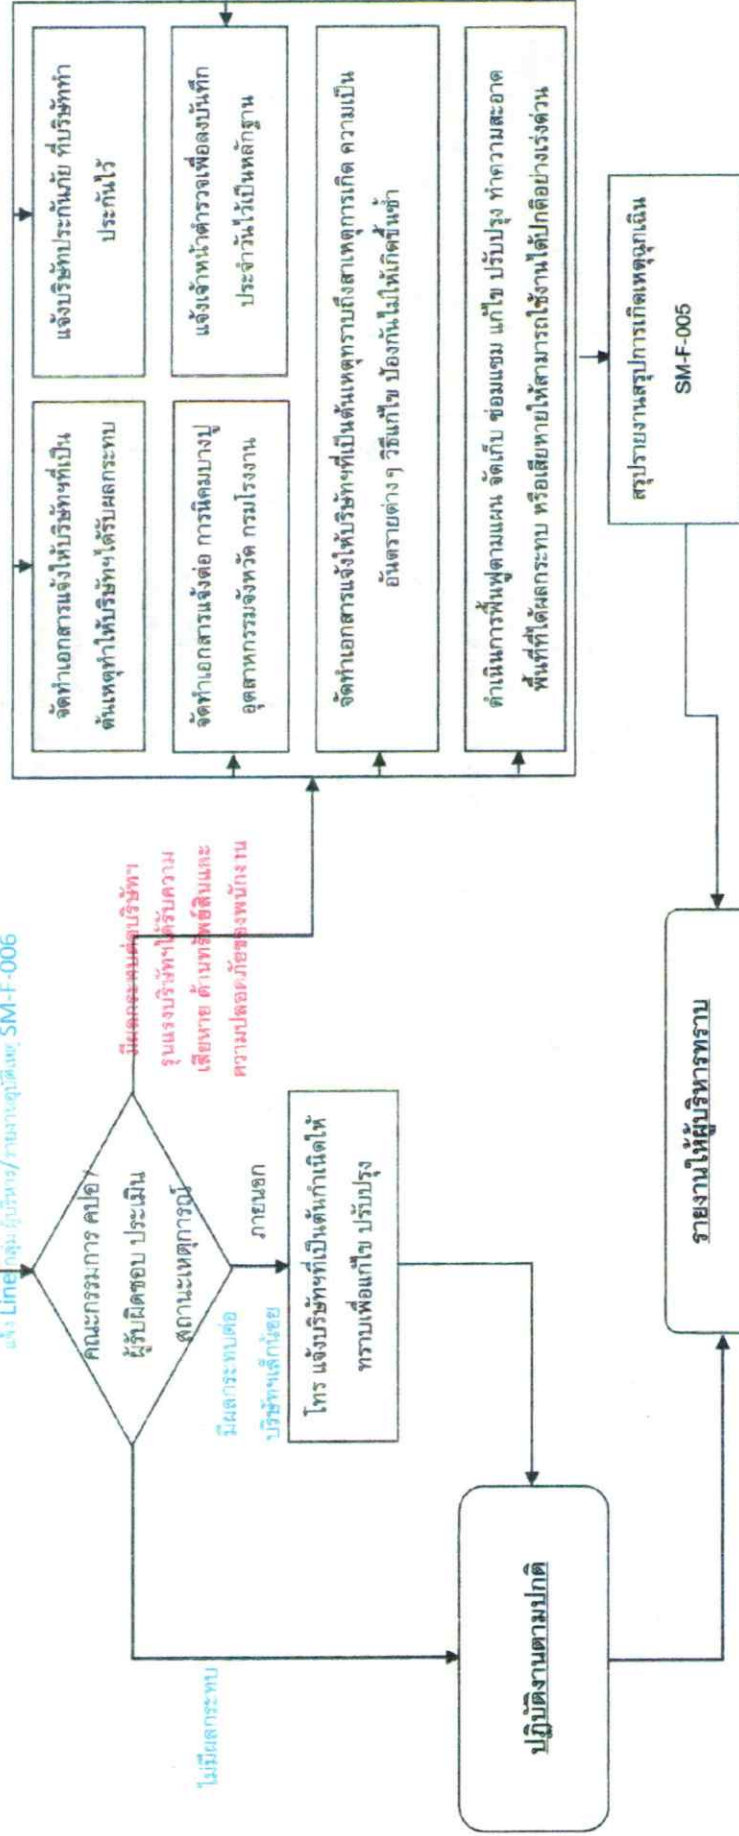 แจ้ง Line กลุ่ม ผู้บริหาร/รายงานอุบัติเหตุ SM-F-006
คณะกรรมการ คปอ/
ผู้รับผิดชอบ ประเมิน
สถานะเหตุการณ์
ไม่มีผลกระทบ
มีผลกระทบต่อ
บริษัทฯเล็กน้อย
ภายนอก
มีผลกระทบต่อบริษัทฯ
รุนแรงบริษัทฯได้รับความ
เสียหาย ด้านทรัพย์สินและ
ความปลอดภัยของพนักงาน
โทร แจ้งบริษัทฯที่เป็นต้นกำเนิดให้
ทราบเพื่อแก้ไข ปรับปรุง
ปฏิบัติงานตามปกติ
จัดทำเอกสารแจ้งให้บริษัทฯที่เป็น
ต้นเหตุทำให้บริษัทฯได้รับผลกระทบ
แจ้งบริษัทประกันภัย ที่บริษัททำ
ประกันไว้
จัดทำเอกสารแจ้งต่อ การนิคมบางปู
อุตสาหกรรมจังหวัด กรมโรงงาน
แจ้งเจ้าหน้าตำรวจเพื่อลงบันทึก
ประจำวันไว้เป็นหลักฐาน
จัดทำเอกสารแจ้งให้บริษัทฯที่เป็นต้นเหตุทราบถึงสาเหตุการเกิด ความเป็น
อันตรายต่าง ๆ วิธีแก้ไข ป้องกันไม่ให้เกิดขึ้นซ้ำ
ดำเนินการฟื้นฟูตามแผน จัดเก็บ ซ่อมแซม แก้ไข ปรับปรุง ทำความสะอาด
พื้นที่ที่ได้ผลกระทบ หรือเสียหายให้สามารถใช้งานได้ปกติอย่างเร่งด่วน
สรุปรายงานสรุปการเกิดเหตุฉุกเฉิน
SM-F-005
รายงานให้ผู้บริหารทราบ